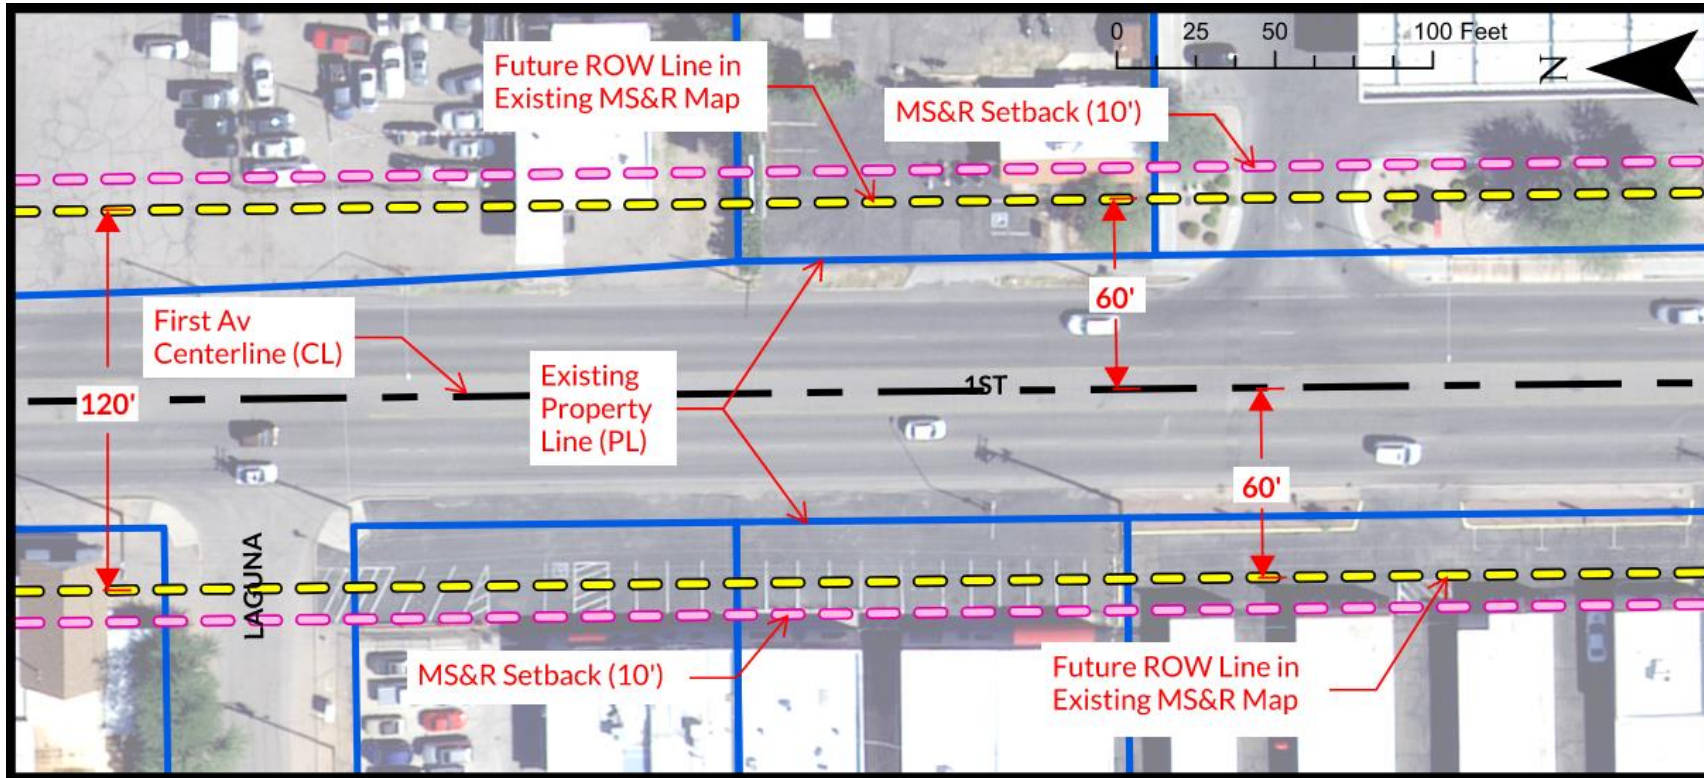 0 25 50 100 Feet
N
Future ROW Line in
Existing MS&R Map
MS&R Setback (10')
60'
First Av
Centerline (CL)
120'
Existing
Property
Line (PL)
1ST
60'
LAGUNA
MS&R Setback (10')
Future ROW Line in
Existing MS&R Map